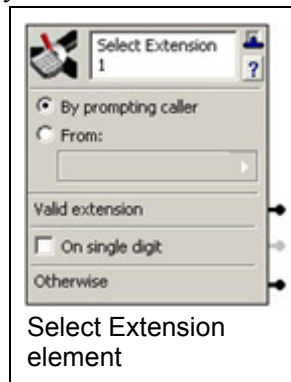 Select Extension
1
?
By prompting caller
From:
Valid extension
On single digit
Otherwise
Select Extension
element